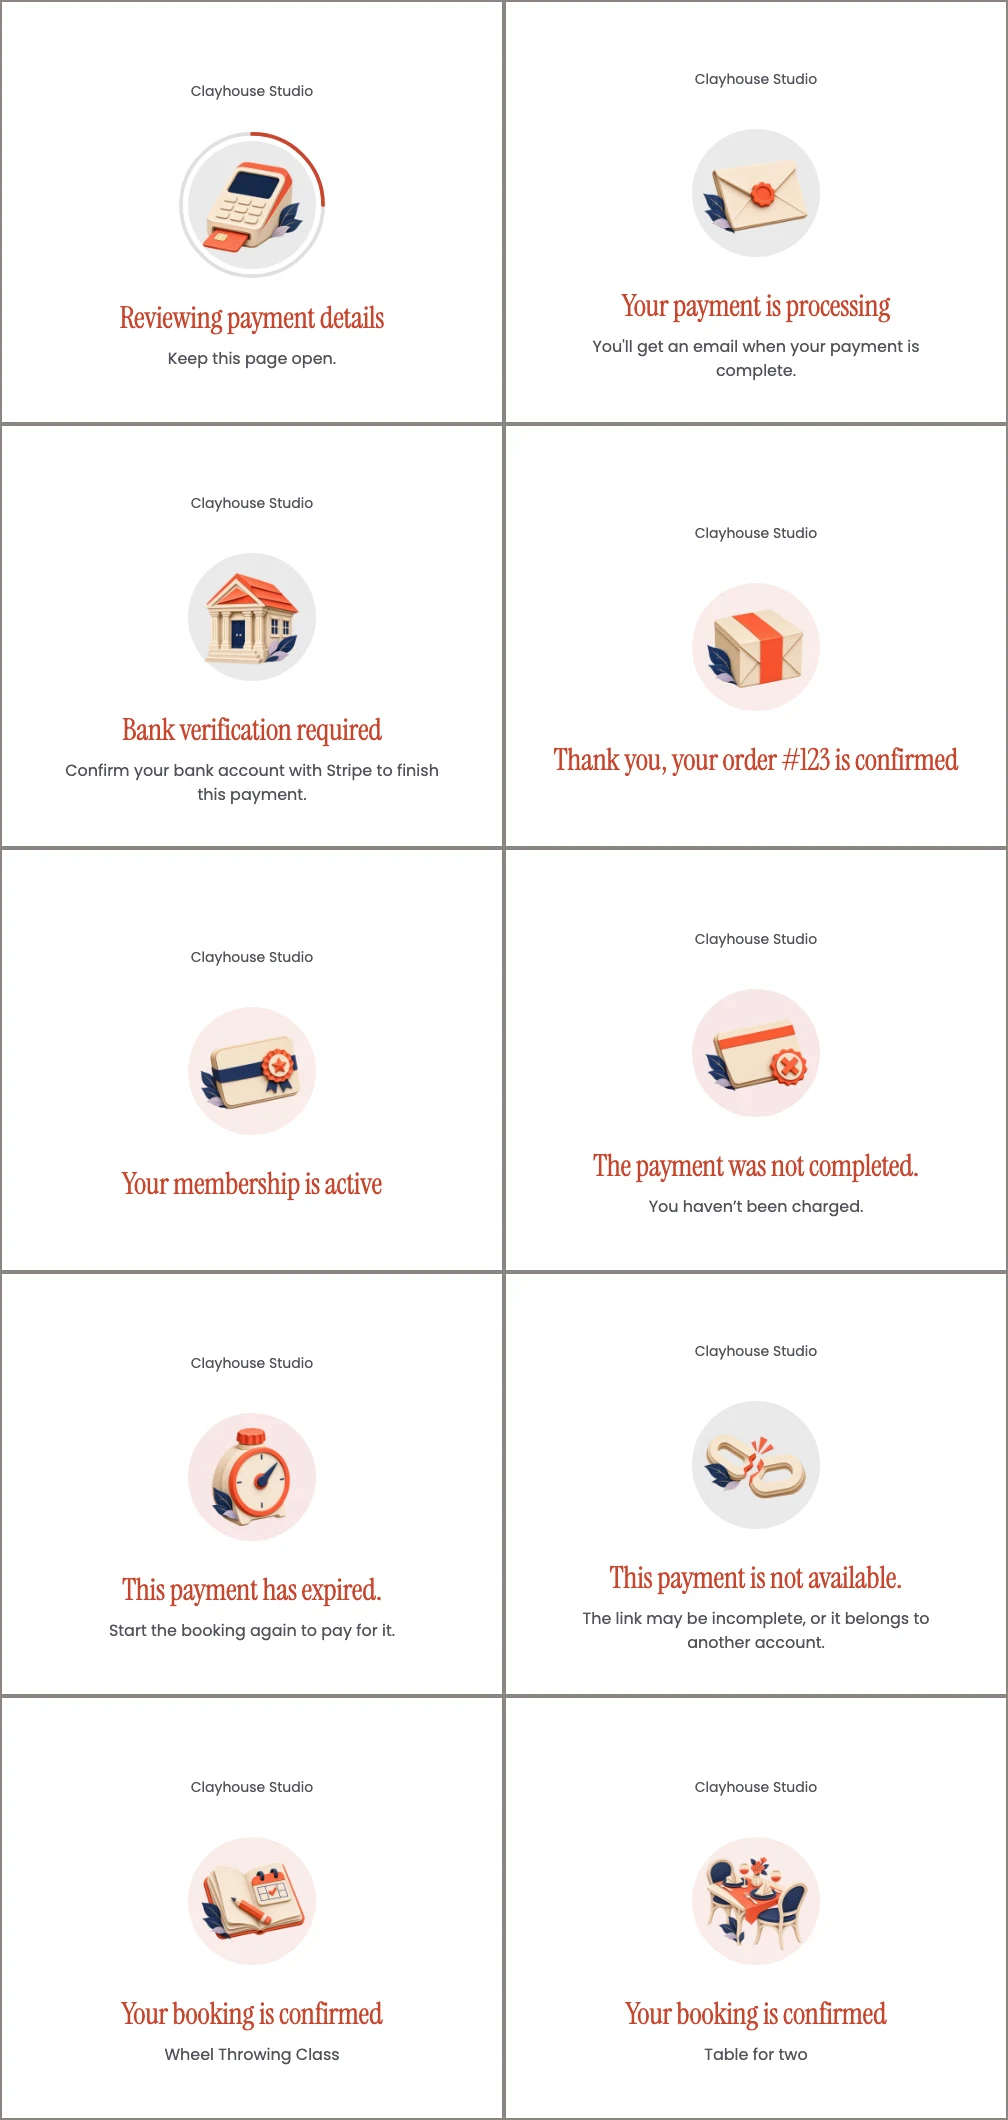 Clayhouse Studio
Reviewing payment details
Keep this page open.
Clayhouse Studio
Your payment is processing
You'll get an email when your payment is
complete.
Clayhouse Studio
Bank verification required
Confirm your bank account with Stripe to finish
this payment.
Clayhouse Studio
Thank you, your order #123 is confirmed
Clayhouse Studio
Your membership is active
Clayhouse Studio
The payment was not completed.
You haven’t been charged.
Clayhouse Studio
This payment has expired.
Start the booking again to pay for it.
Clayhouse Studio
This payment is not available.
The link may be incomplete, or it belongs to
another account.
Clayhouse Studio
Your booking is confirmed
Wheel Throwing Class
Clayhouse Studio
Your booking is confirmed
Table for two